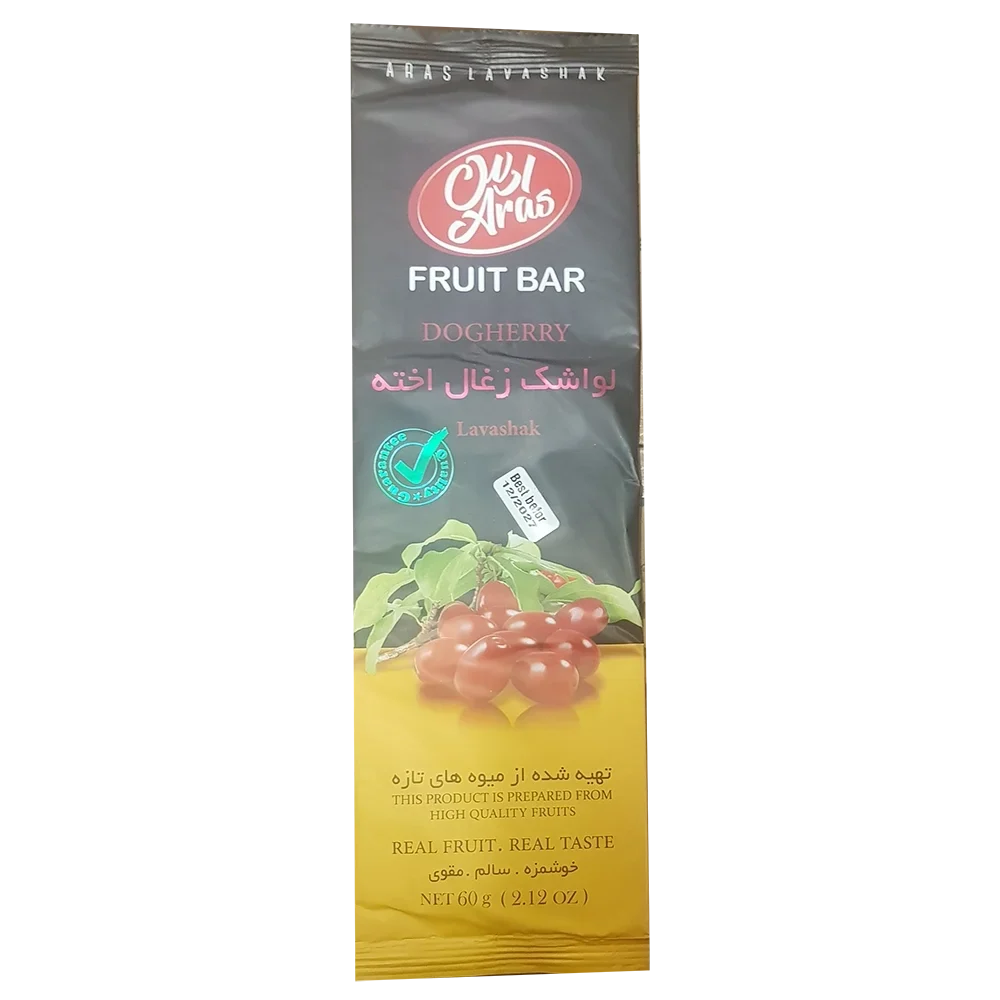 ARAS LAVASHAK
ارس
Aras
FRUIT BAR
DOGHERRY
لواشک زغال اخته
Lavashak
Guarantee
Quality
Best befor
12/2027
تهیه شده از میوه های تازه
THIS PRODUCT IS PREPARED FROM
HIGH QUALITY FRUITS
REAL FRUIT. REAL TASTE
خوشمزه . سالم . مقوی
NET 60 g ( 2.12 OZ )